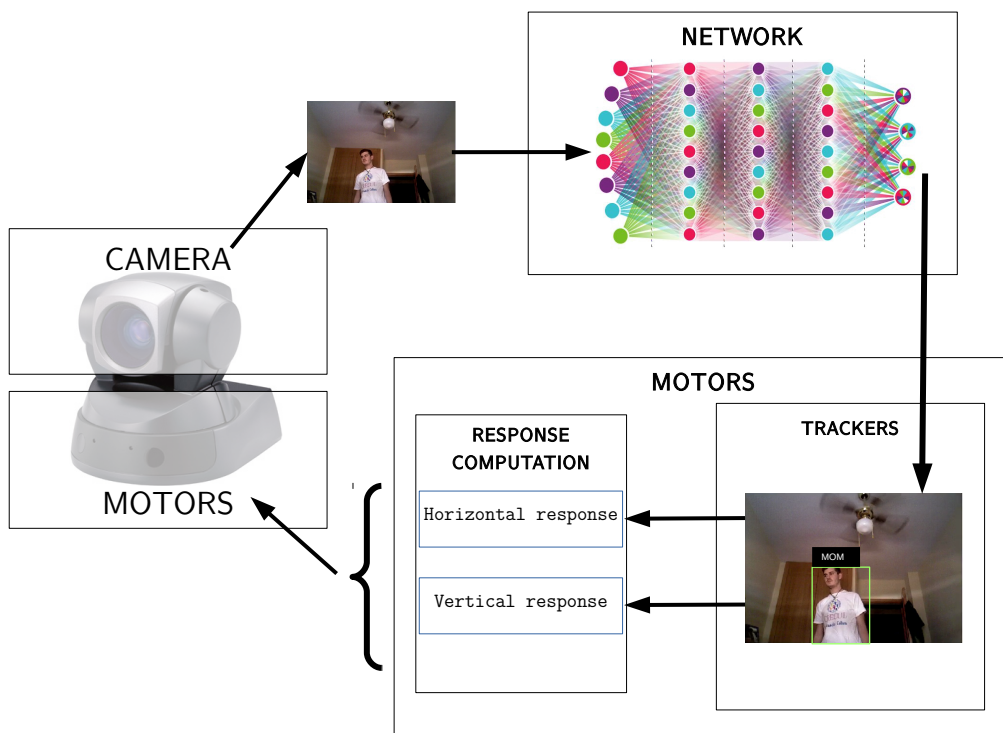 NETWORK
CAMERA
MOTORS
MOTORS
RESPONSE
COMPUTATION
Horizontal response
Vertical response
TRACKERS
MOM